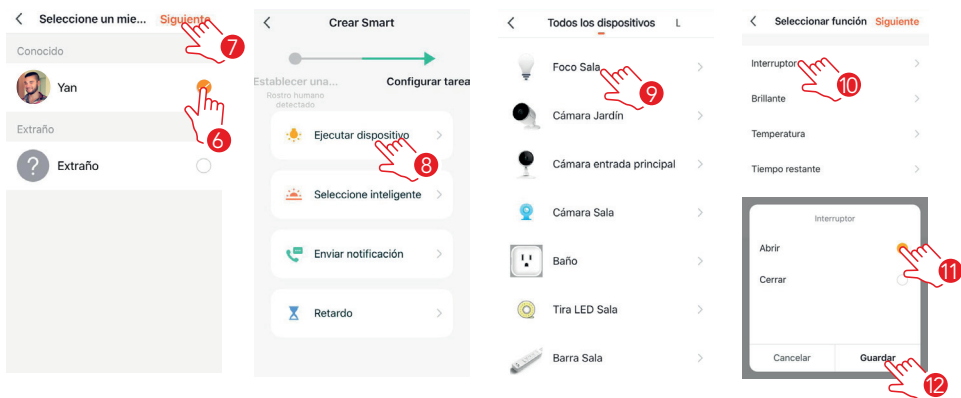 Seleccione un mie... Siguiente
7
Conocido
Yan
6
Extraño
?
Extraño
Crear Smart
Establecer una...
Configurar tarea
Rostro humano
detectado
Ejecutar dispositivo
8
Seleccione inteligente
Enviar notificación
Retardo
Todos los dispositivos L
Foco Sala
9
Cámara Jardín
Cámara entrada principal
Cámara Sala
Baño
Tira LED Sala
Barra Sala
Seleccionar función Siguiente
Interruptor
10
Brillante
Temperatura
Tiempo restante
Interruptor
Abrir
11
Cerrar
Cancelar Guardar
12